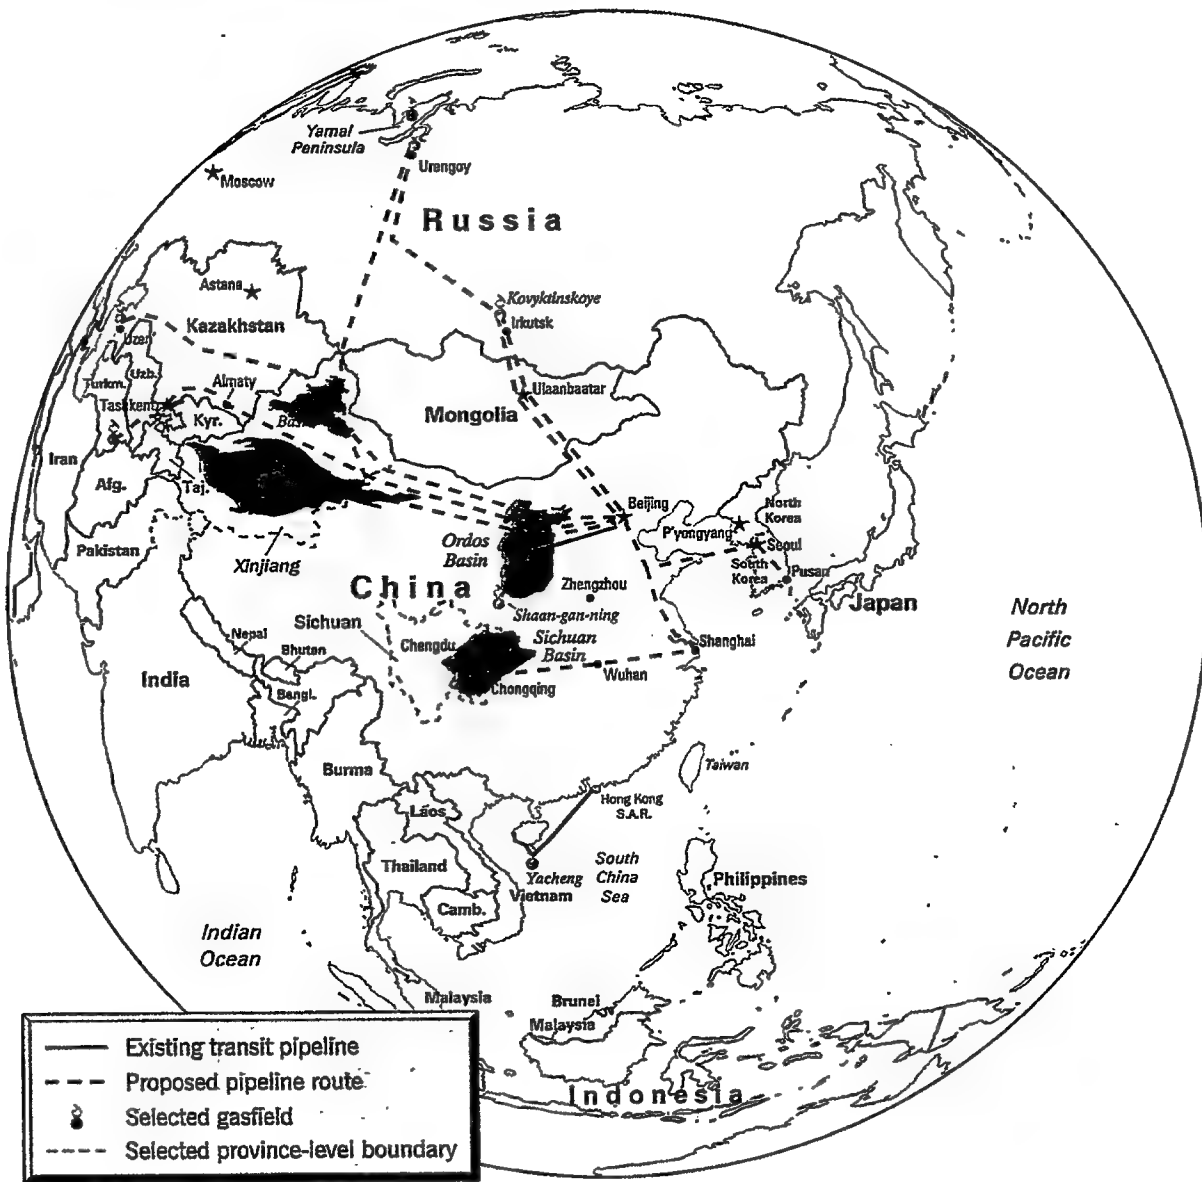 Yamal
Peninsula
Urengoy
Moscow
Russia
Astana
Kovyktinskoye
Irkutsk
Kazakhstan
Uzb.
Turkm.
Almaty
Ulaanbaatar
Tashkent
Mongolia
Kyr.
Iran
Taj.
Afg.
Beijing
North
Korea
P'yongyang
Seoul
South
Korea
Pusan
Ordos
Basin
Pakistan
Xinjiang
China
Zhengzhou
Japan
Shaan-gan-ning
Sichuan
Chengdu
Sichuan
Basin
Shanghai
North
Pacific
Ocean
Nepal
Bhutan
Wuhan
India
Bangl.
Chongqing
Burma
Taiwan
Hong Kong
S.A.R.
Laos
Thailand
South
China
Sea
Yacheng
Vietnam
Philippines
Camb.
Indian
Ocean
Malaysia
Brunei
Malaysia
Indonesia
Existing transit pipeline
Proposed pipeline route
Selected gasfield
Selected province-level boundary